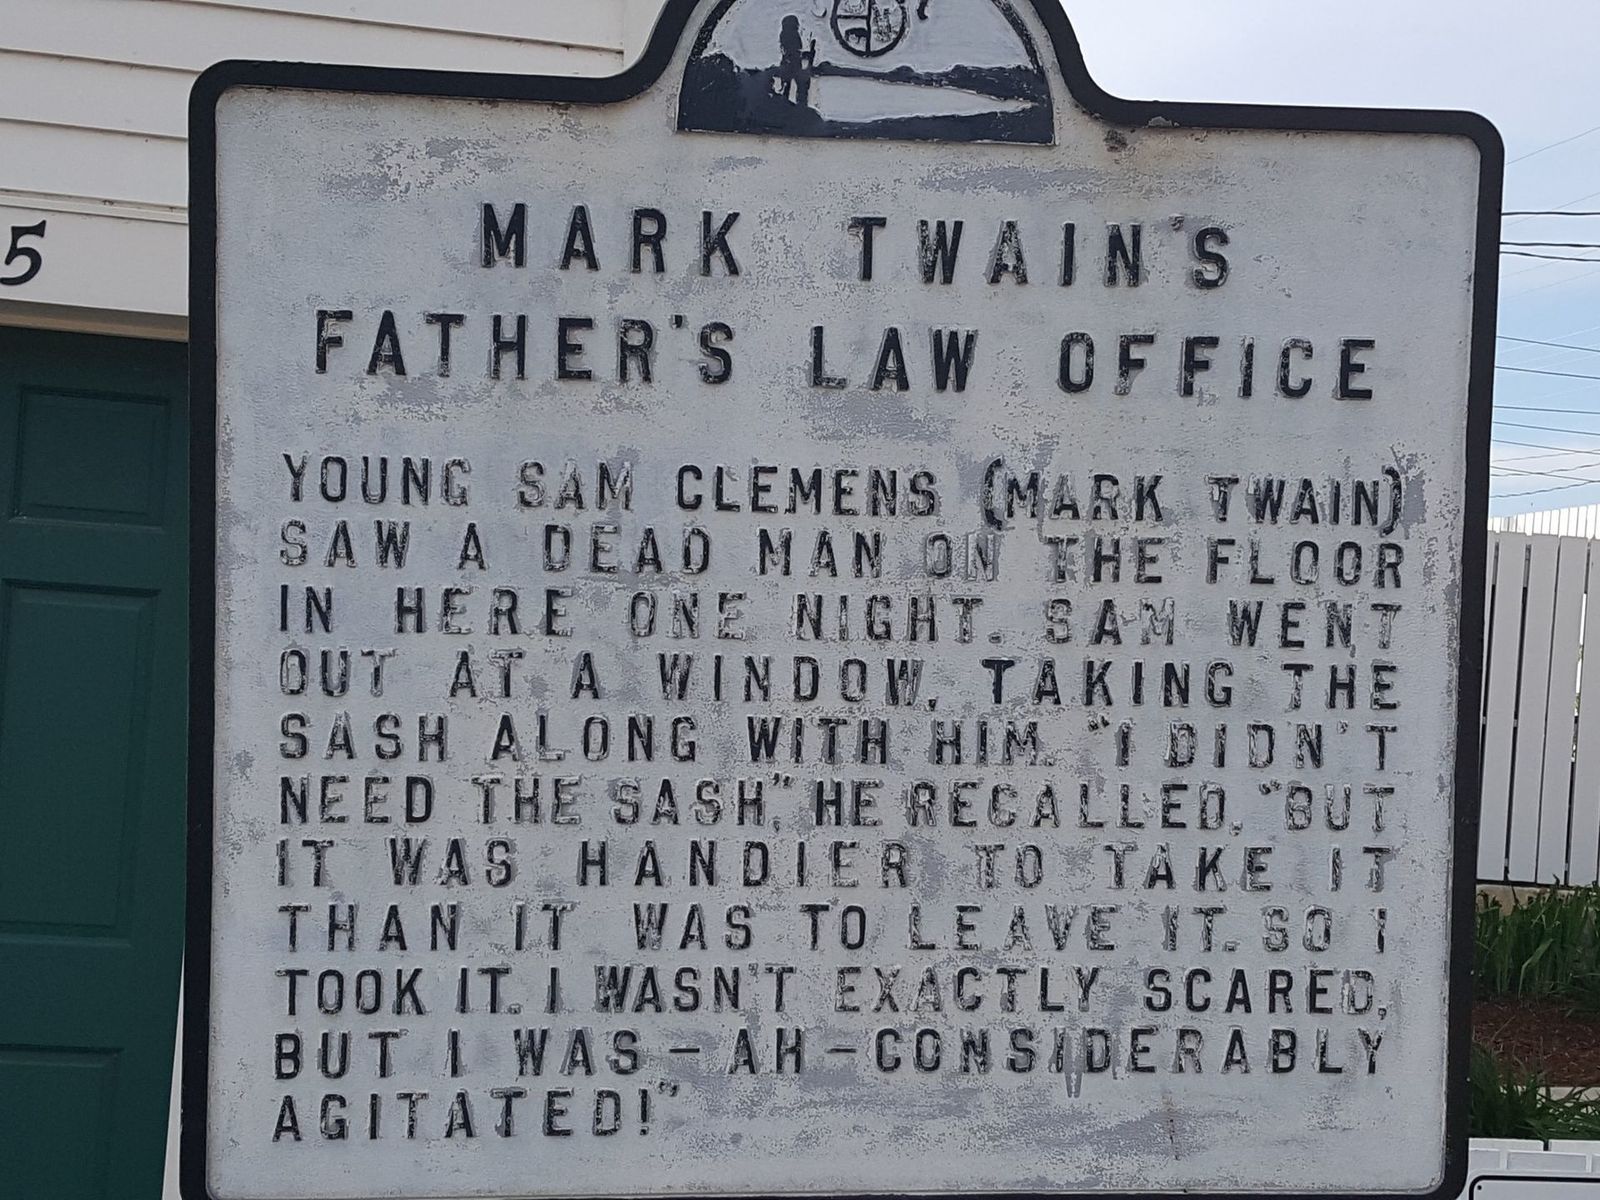 5
MARK TWAIN'S
FATHER'S LAW OFFICE
YOUNG SAM CLEMENS (MARK TWAIN)
SAW A DEAD MAN ON THE FLOOR
IN HERE ONE NIGHT. SAM WENT
OUT AT A WINDOW, TAKING THE
SASH ALONG WITH HIM. "I DIDN'T
NEED THE SASH," HE RECALLED, "BUT
IT WAS HANDIER TO TAKE IT
THAN IT WAS TO LEAVE IT. SO I
TOOK IT. I WASN'T EXACTLY SCARED,
BUT I WAS - AH - CONSIDERABLY
AGITATED!"